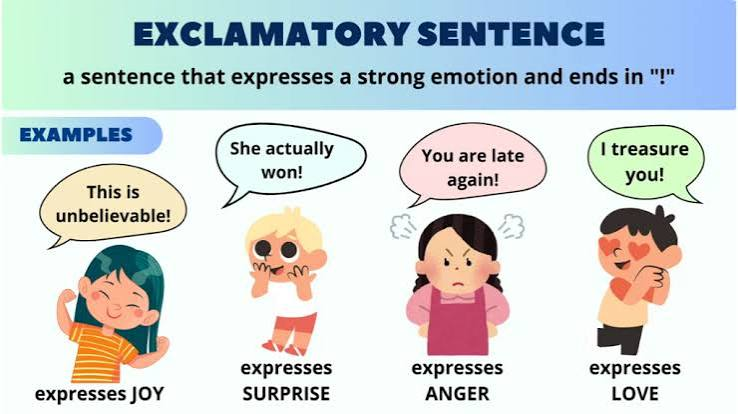 EXCLAMATORY SENTENCE
a sentence that expresses a strong emotion and ends in "!"
EXAMPLES
This is
unbelievable!
expresses JOY
She actually
won!
expresses
SURPRISE
You are late
again!
expresses
ANGER
I treasure
you!
expresses
LOVE